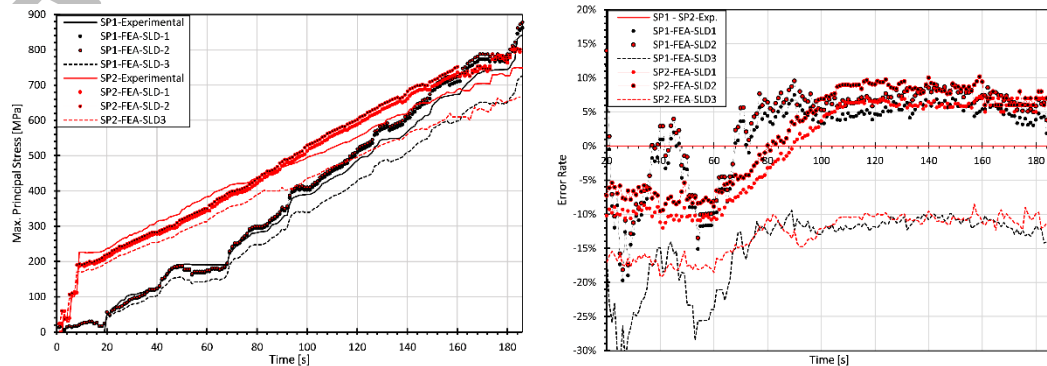 SP1-Experimental
SP1-FEA-SLD-1
SP1-FEA-SLD-2
SP1-FEA-SLD-3
SP2-Experimental
SP2-FEA-SLD-1
SP2-FEA-SLD-2
SP2-FEA-SLD3
Max. Principal Stress [MPa]
900
800
700
600
500
400
300
200
100
0
0 20 40 60 80 100 120 140 160 180
Time [s]
SP1 - SP2-Exp.
SP1-FEA-SLD1
SP1-FEA-SLD2
SP1-FEA-SLD3
SP2-FEA-SLD1
SP2-FEA-SLD2
SP2 FEA SLD3
Error Rate
20%
15%
10%
5%
0%
-5%
-10%
-15%
-20%
-25%
-30%
20 40 60 80 100 120 140 160 180
Time [s]